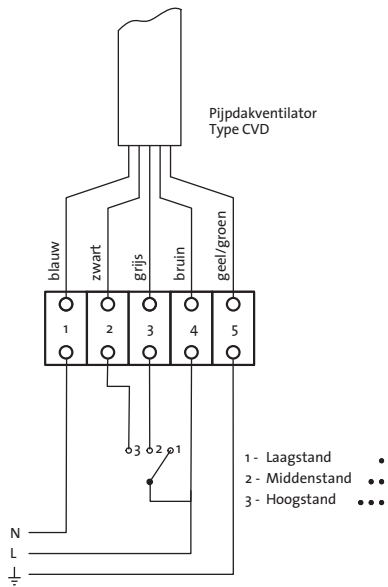 Pijpdakventilator
Type CVD
blauw
zwart
grijs
bruin
geel/groen
1 2 3 4 5
3 2 1
1 - Laagstand
2 - Middenstand
3 - Hoogstand
N
L